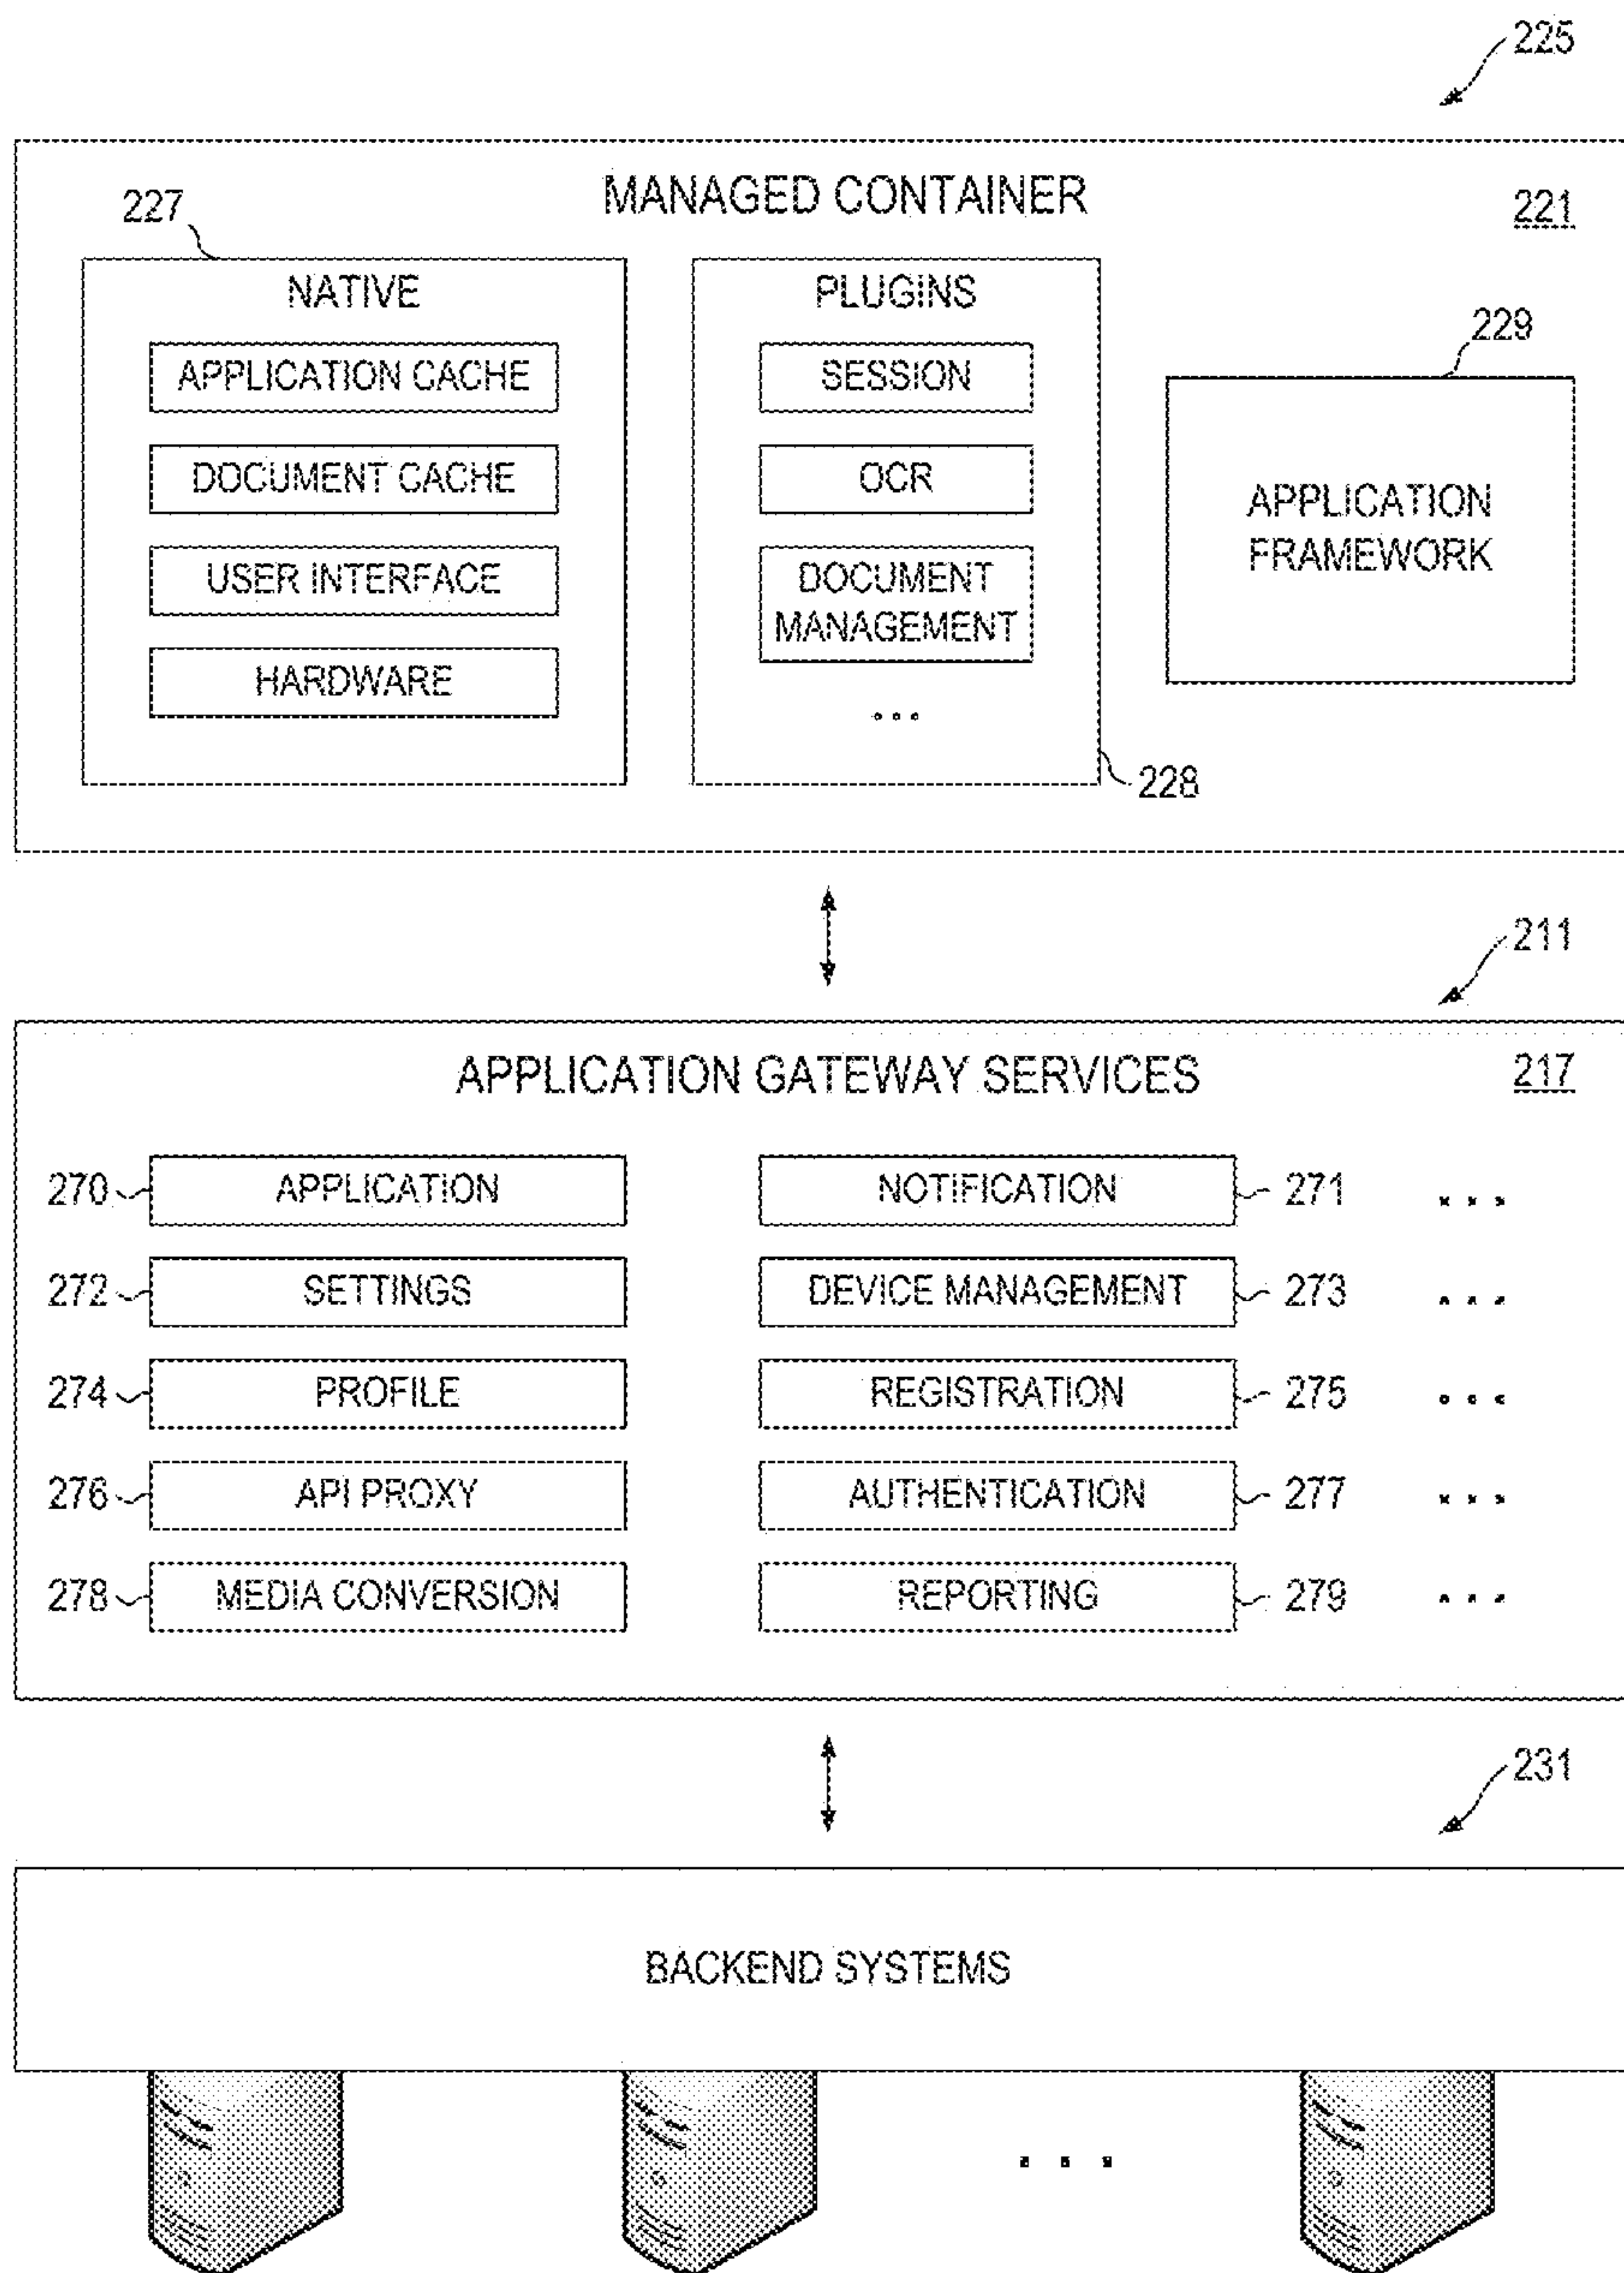 225
MANAGED CONTAINER
221
227
NATIVE
APPLICATION CACHE
DOCUMENT CACHE
USER INTERFACE
HARDWARE
PLUGINS
SESSION
OCR
DOCUMENT
MANAGEMENT
...
228
229
APPLICATION
FRAMEWORK
211
APPLICATION GATEWAY SERVICES
217
270 APPLICATION NOTIFICATION 271 ...
272 SETTINGS DEVICE MANAGEMENT 273 ...
274 PROFILE REGISTRATION 275 ...
276 API PROXY AUTHENTICATION 277 ...
278 MEDIA CONVERSION REPORTING 279 ...
231
BACKEND SYSTEMS
...